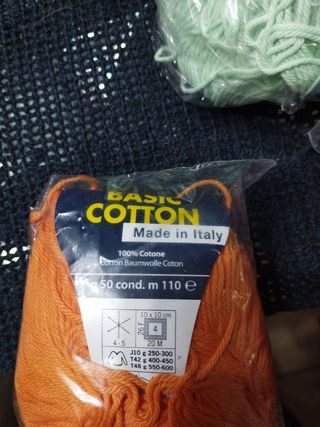 BASIC
COTTON
Made in Italy
100% Cotone
Cotton Baumwolle Coton
g 50 cond. m 110 e
10 x 10 cm
26 F
4
4 - 5
20 M
J10 g 250-300
T42 g 400-450
T48 g 550-600